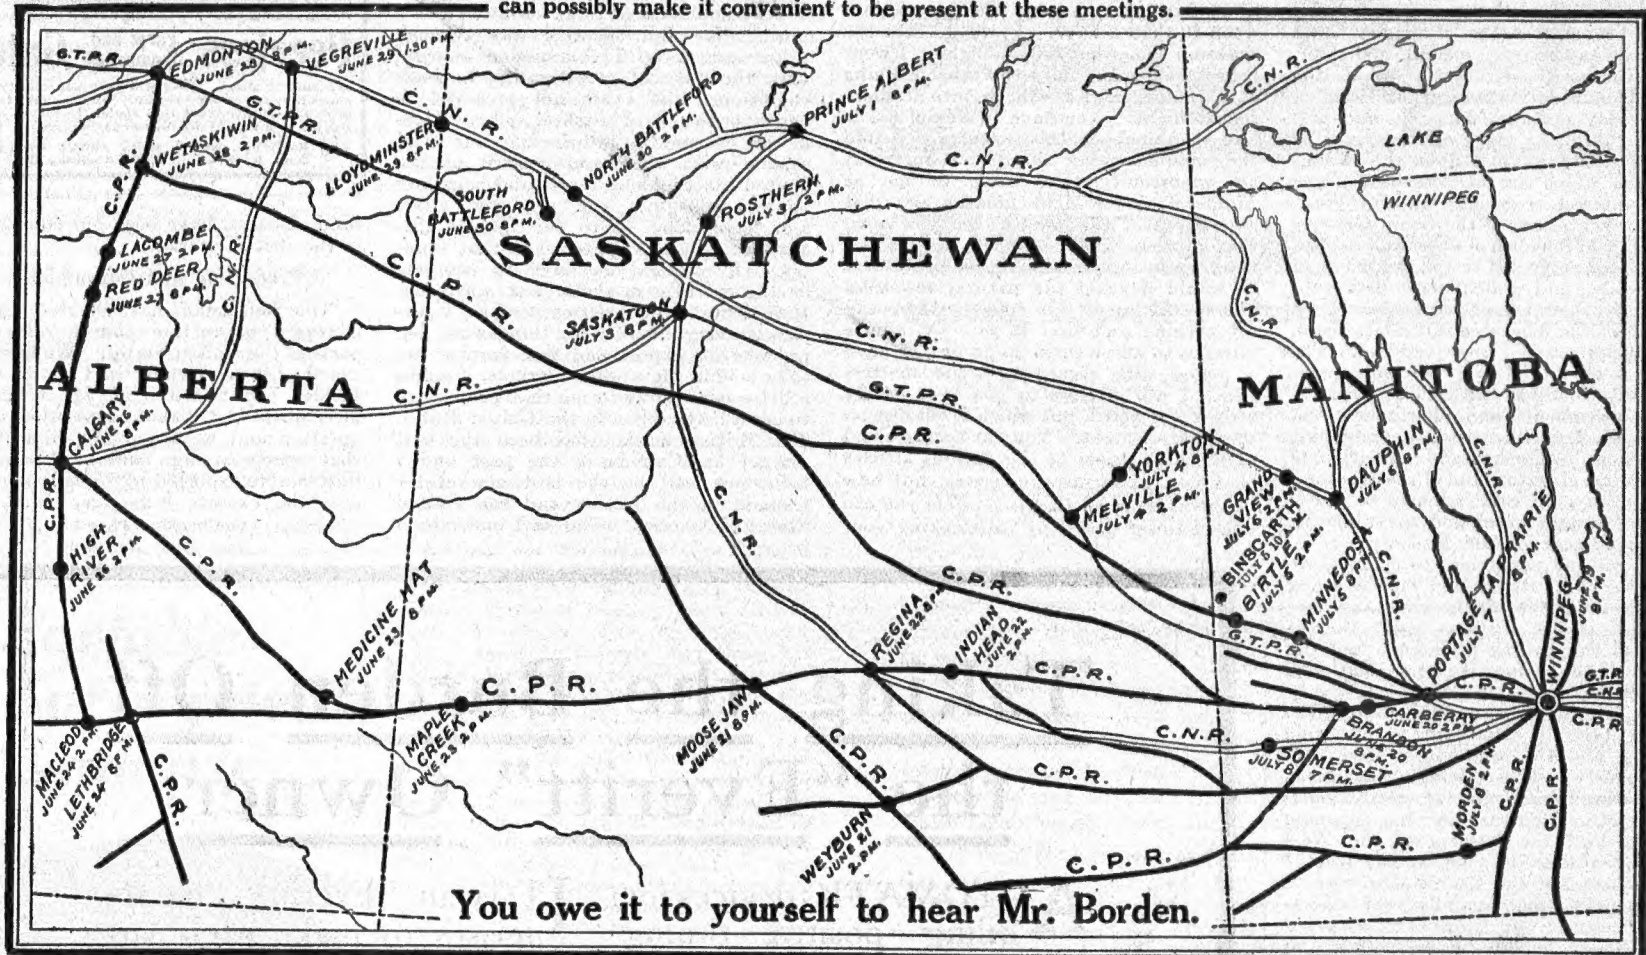 can possibly make it convenient to be present at these meetings.
G.T.P.R.
EDMONTON
JUNE 28 8 P.M.
VEGREVILLE
JUNE 29 1.30 P.M.
G.T.P.R.
C. N. R.
WETASKIWIN
JUNE 28 2 P.M.
C.P.R.
LLOYDMINSTER
JUNE 29 8 P.M.
NORTH BATTLEFORD
JUNE 30 2 P.M.
SOUTH
BATTLEFORD
JUNE 30 8 P.M.
PRINCE ALBERT
JULY 1 8 P.M.
ROSTHERN
JULY 3 2 P.M.
C.N.R.
C.N.R.
LAKE
WINNIPEG
LACOMBE
JUNE 27 2 P.M.
RED DEER
JUNE 27 8 P.M.
C.N.R.
SASKATCHEWAN
C. P. R.
SASKATOON
JULY 3 8 P.M.
C.N.R.
C.N.R.
ALBERTA
C.N.R.
G.T.P.R.
MANITOBA
CALGARY
JUNE 26
8 P.M.
C.P.R.
C.P.R.
YORKTON
JULY 4 8 P.M.
MELVILLE
JULY 4 2 P.M.
GRAND
VIEW
JULY 6 2 P.M.
DAUPHIN
JULY 6 8 P.M.
C.N.R.
C.N.R.
HIGH
RIVER
C. P. R.
MEDICINE HAT
JUNE 23 8 P.M.
BINSCARTH
BIRTLE
MINNEDOSA
JULY 5 8 P.M.
C.N.R.
C.P.R.
REGINA
JUNE 22 8 P.M.
INDIAN
HEAD
JUNE 22
2 P.M.
G.T.P.R.
PORTAGE LA PRAIRIE
JULY 7 8 P.M.
WINNIPEG
JUNE 19
8 P.M.
C.P.R.
C.P.R.
C. P. R.
G.T.P.
C.N.R.
C.P.R
MACLEOD
JUNE 24 2 P.M.
LETHBRIDGE
JUNE 24 8 P.M.
C.P.R.
MAPLE
CREEK
JUNE 23 2 P.M.
MOOSE JAW
JUNE 21 8 P.M.
C.P.R.
C.N.R.
C.P.R.
CARBERRY
JUNE 20 2 P.M.
BRANDON
JUNE 20
8 P.M.
SOMERSET
JULY 8 7 P.M.
WEYBURN
JUNE 21
2 P.M.
C. P. R.
C.P.R.
MORDEN
JULY 8 2 P.M.
C.P.R.
C.P.R.
You owe it to yourself to hear Mr. Borden.